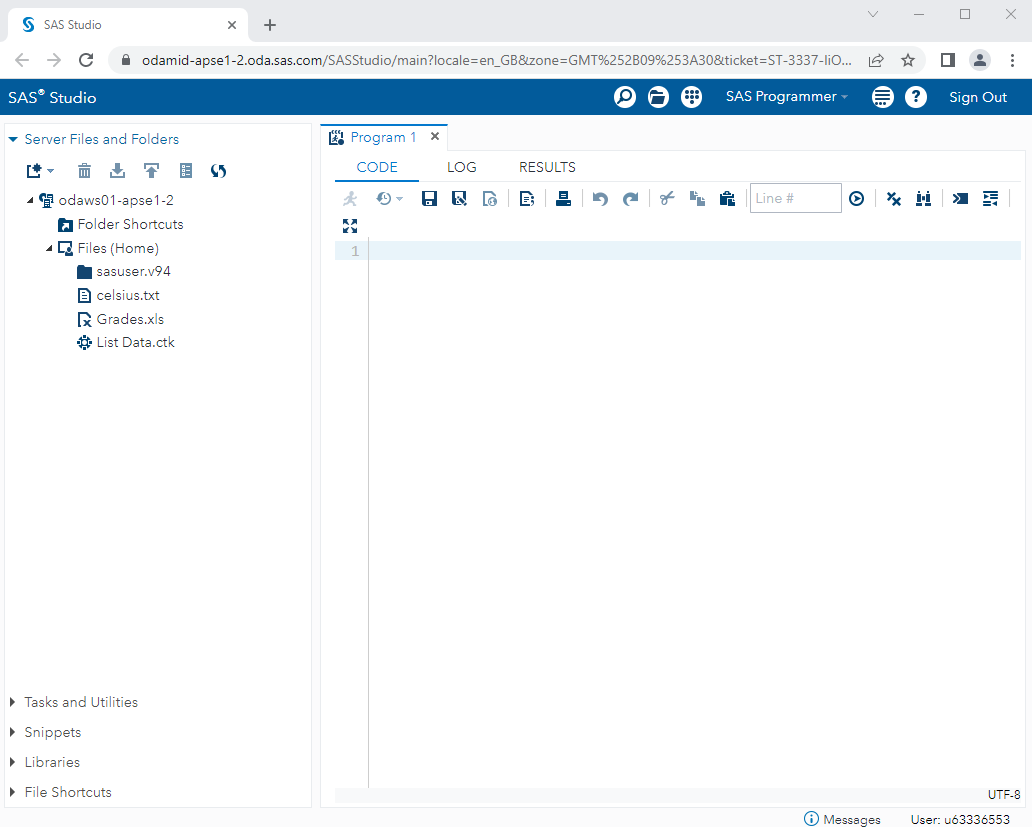 SAS Studio
odamid-apse1-2.oda.sas.com/SASStudio/main?locale=en_GB&zone=GMT%252B09%253A30&ticket=ST-3337-IiO...
SAS® Studio
SAS Programmer
Sign Out
Server Files and Folders
odaws01-apse1-2
Folder Shortcuts
Files (Home)
sasuser.v94
celsius.txt
Grades.xls
List Data.ctk
Tasks and Utilities
Snippets
Libraries
File Shortcuts
Program 1
CODE LOG RESULTS
Line #
1
UTF-8
Messages User: u63336553